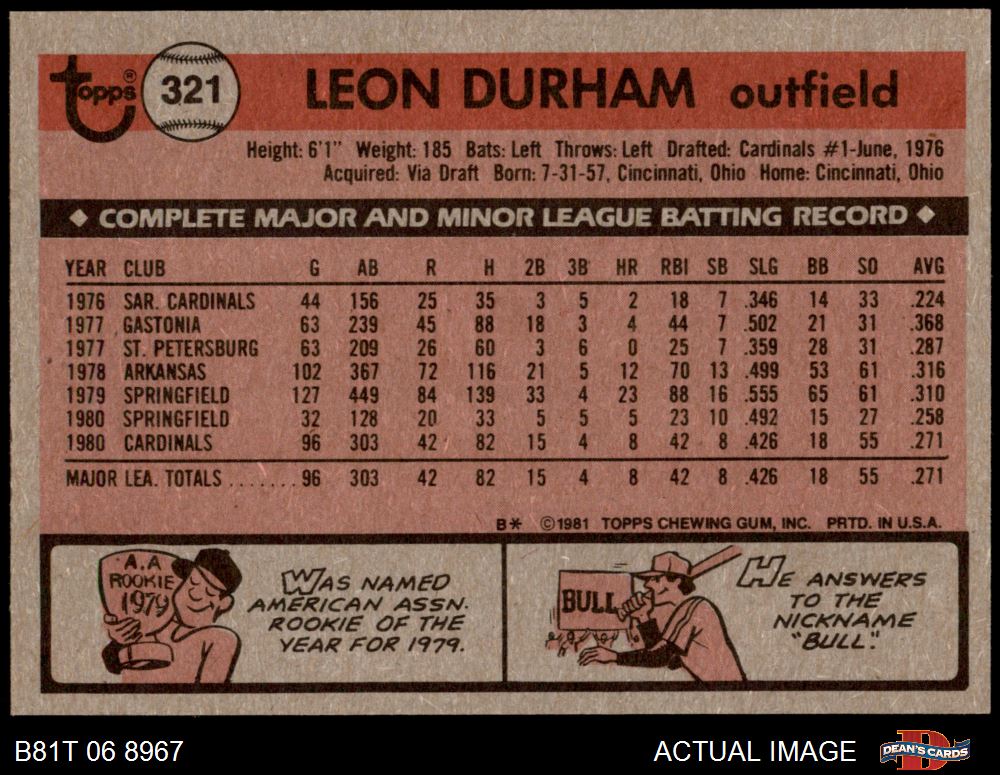 topps® 321 LEON DURHAM outfield
Height: 6'1" Weight: 185 Bats: Left Throws: Left Drafted: Cardinals #1-June, 1976
Acquired: Via Draft Born: 7-31-57, Cincinnati, Ohio Home: Cincinnati, Ohio
◆ COMPLETE MAJOR AND MINOR LEAGUE BATTING RECORD ◆
YEAR CLUB G AB R H 2B 3B HR RBI SB SLG BB SO AVG
1976 SAR. CARDINALS 44 156 25 35 3 5 2 18 7 .346 14 33 .224
1977 GASTONIA 63 239 45 88 18 3 4 44 7 .502 21 31 .368
1977 ST. PETERSBURG 63 209 26 60 3 6 0 25 7 .359 28 31 .287
1978 ARKANSAS 102 367 72 116 21 5 12 70 13 .499 53 61 .316
1979 SPRINGFIELD 127 449 84 139 33 4 23 88 16 .555 65 61 .310
1980 SPRINGFIELD 32 128 20 33 5 5 5 23 10 .492 15 27 .258
1980 CARDINALS 96 303 42 82 15 4 8 42 8 .426 18 55 .271
MAJOR LEA. TOTALS ....... 96 303 42 82 15 4 8 42 8 .426 18 55 .271
B* ©1981 TOPPS CHEWING GUM, INC. PRTD. IN U.S.A.
A.A
ROOKIE
1979
WAS NAMED
AMERICAN ASSN.
ROOKIE OF THE
YEAR FOR 1979.
BULL
HE ANSWERS
TO THE
NICKNAME
"BULL."
B81T 06 8967 ACTUAL IMAGE DEAN'S CARDS